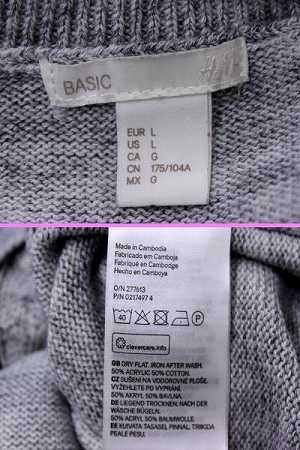 BASIC H&M
EUR L
US L
CA G
CN 175/104A
MX G
Made in Cambodia
Fabricado em Camboja
Fabriqué en Cambodge
Hecho en Camboya
O/N 277613
P/N 0217497 4
40 P
clevercare.info
GB DRY FLAT. IRON AFTER WASH.
50% ACRYLIC 50% COTTON.
CZ SUŠENÍ NA VODOROVNÉ PLOŠE.
VYŽEHLETE PO VYPRÁNÍ.
50% AKRYL 50% BAVLNA.
DE LIEGEND TROCKNEN. NACH DER
WÄSCHE BÜGELN.
50% ACRYL 50% BAUMWOLLE
EE KUIVATA TASASEL PINNAL. TRIIKIDA
PEALE PESU.